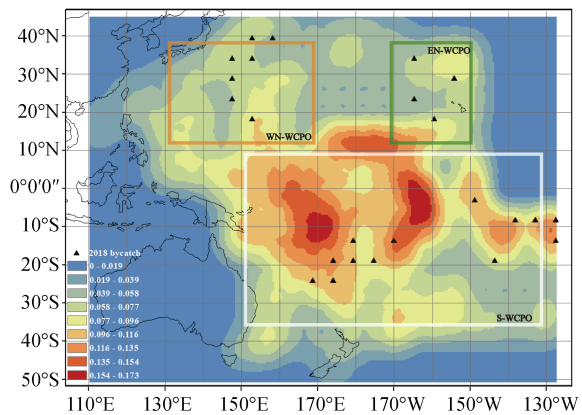 40°N
30°N
20°N
10°N
0°0′0″
10°S
20°S
30°S
40°S
50°S
EN-WCPO
WN-WCPO
S-WCPO
2018 bycatch
0 - 0.019
0.019 - 0.039
0.039 - 0.058
0.058 - 0.077
0.077 - 0.096
0.096 - 0.116
0.116 - 0.135
0.135 - 0.154
0.154 - 0.173
110°E 130°E 150°E 170°E 170°W 150°W 130°W